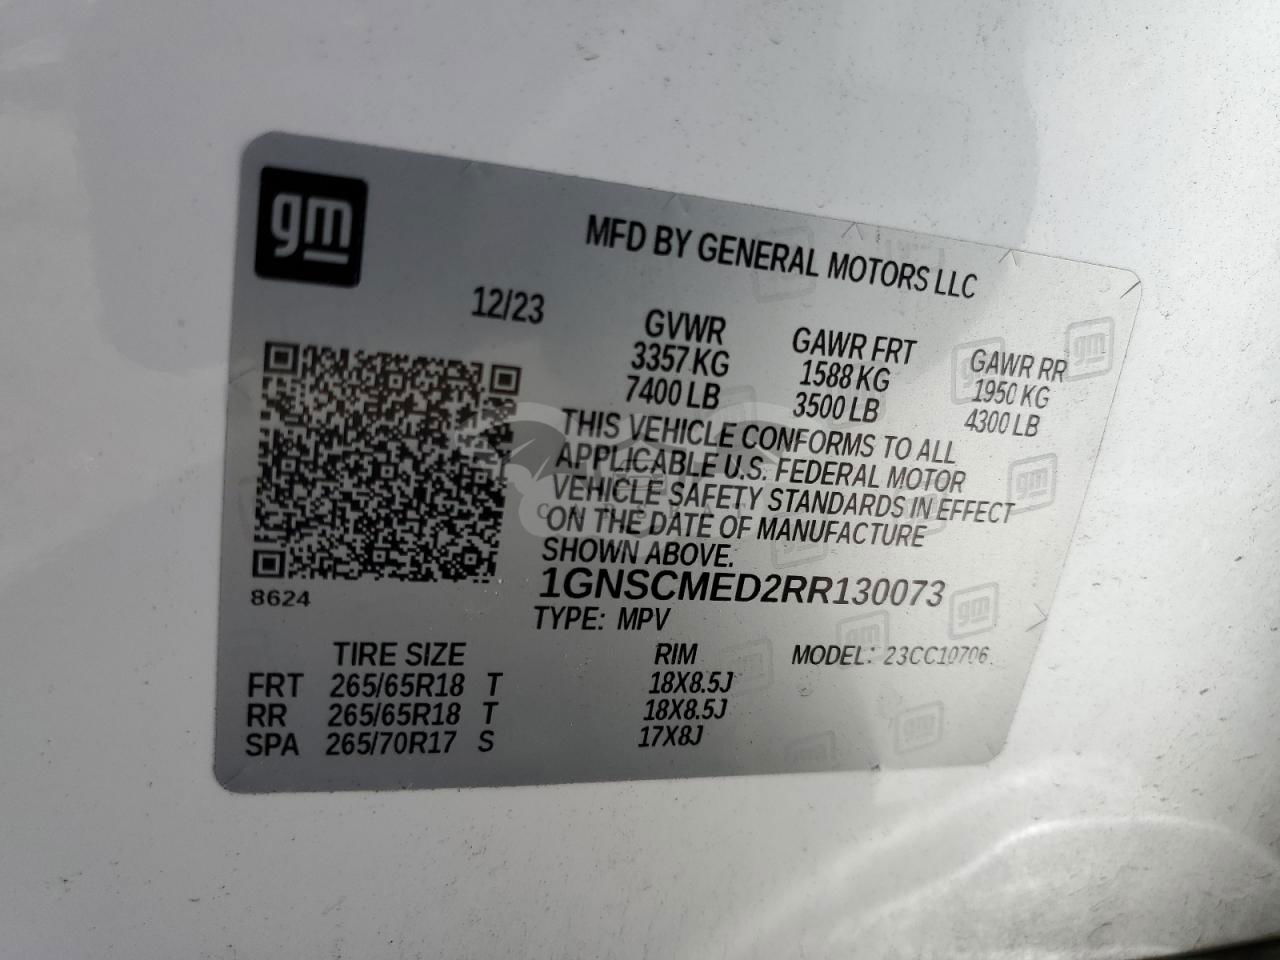 gm
MFD BY GENERAL MOTORS LLC
12/23
GVWR GAWR FRT GAWR RR
3357 KG 1588 KG 1950 KG
7400 LB 3500 LB 4300 LB
THIS VEHICLE CONFORMS TO ALL
APPLICABLE U.S. FEDERAL MOTOR
VEHICLE SAFETY STANDARDS IN EFFECT
ON THE DATE OF MANUFACTURE
SHOWN ABOVE.
1GNSCMED2RR130073
8624
TYPE: MPV
TIRE SIZE RIM MODEL: 23CC10706
FRT 265/65R18 T 18X8.5J
RR 265/65R18 T 18X8.5J
SPA 265/70R17 S 17X8J